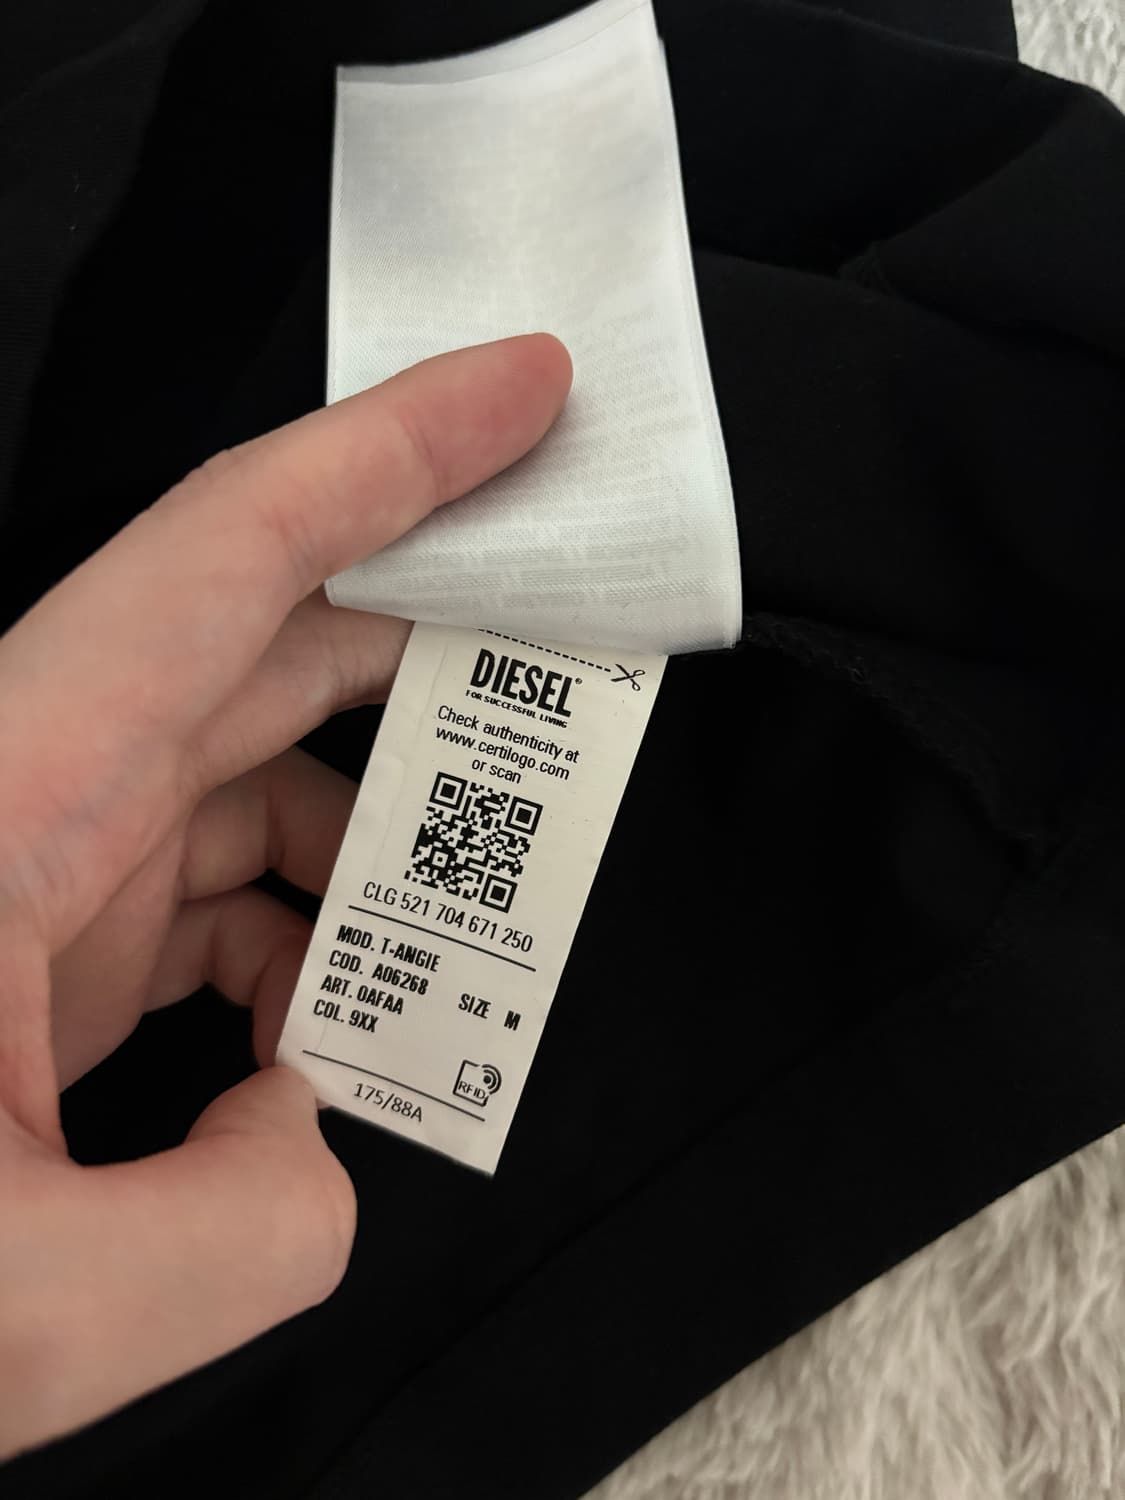 DIESEL®
FOR SUCCESSFUL LIVING
Check authenticity at
www.certilogo.com
or scan
CLG 521 704 671 250
MOD. T-ANGIE
COD. A06268
ART. 0AFAA
COL. 9XX
SIZE M
RFID
175/88A